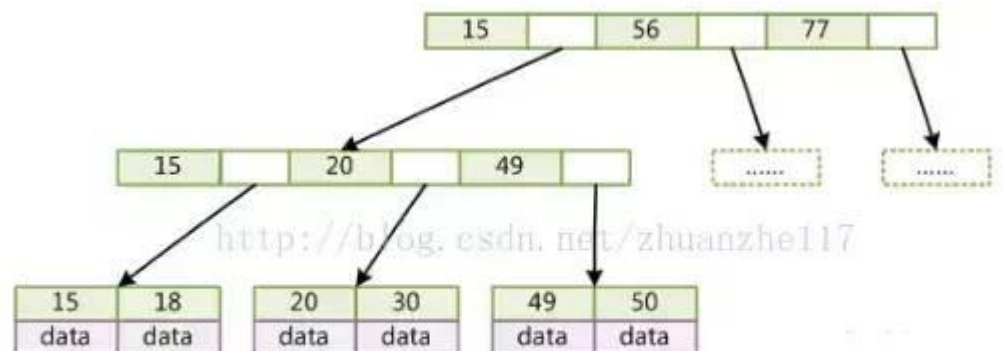 15 56 77
15 20 49
...... ......
http://blog.csdn.net/zhuanzhe117
15 18 20 30 49 50
data data data data data data